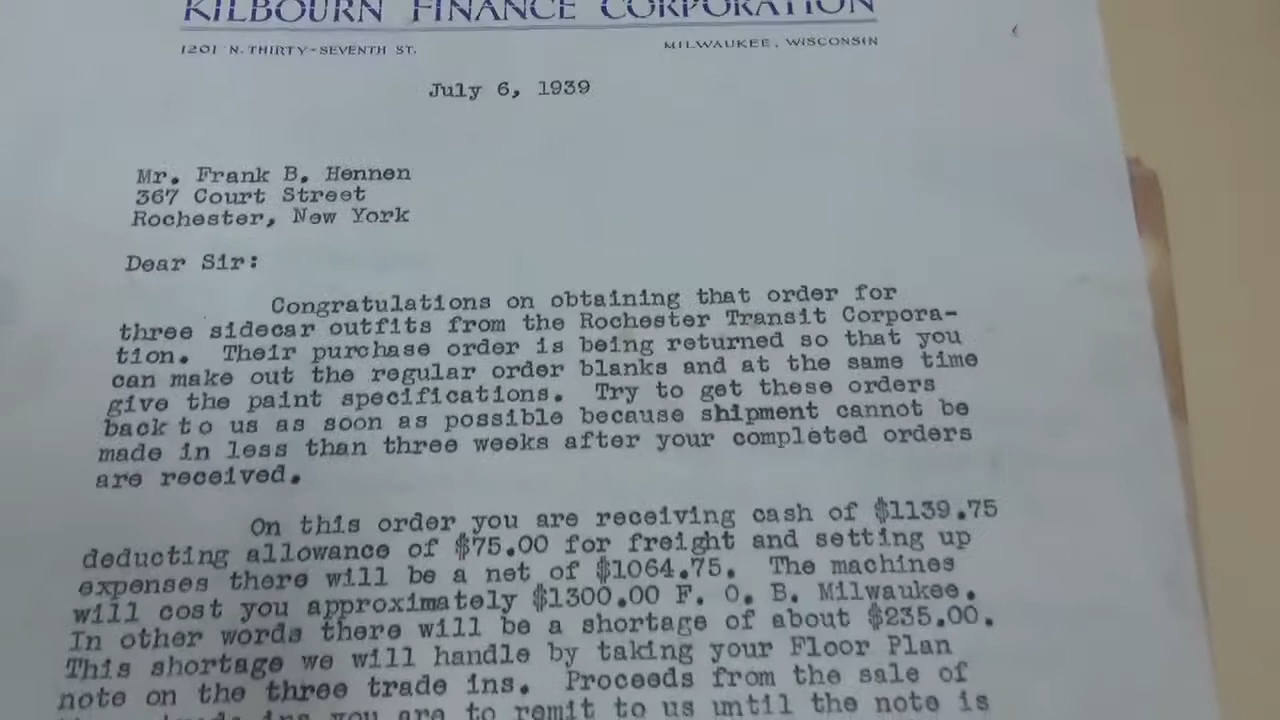 KILBOURN FINANCE CORPORATION
1201 N. THIRTY-SEVENTH ST. MILWAUKEE, WISCONSIN
July 6, 1939
Mr. Frank B. Hennen
367 Court Street
Rochester, New York
Dear Sir:
Congratulations on obtaining that order for
three sidecar outfits from the Rochester Transit Corpora-
tion. Their purchase order is being returned so that you
can make out the regular order blanks and at the same time
give the paint specifications. Try to get these orders
back to us as soon as possible because shipment cannot be
made in less than three weeks after your completed orders
are received.
On this order you are receiving cash of $1139.75
deducting allowance of $75.00 for freight and setting up
expenses there will be a net of $1064.75. The machines
will cost you approximately $1300.00 F. O. B. Milwaukee.
In other words there will be a shortage of about $235.00.
This shortage we will handle by taking your Floor Plan
note on the three trade ins. Proceeds from the sale of
trade ins you are to remit to us until the note is